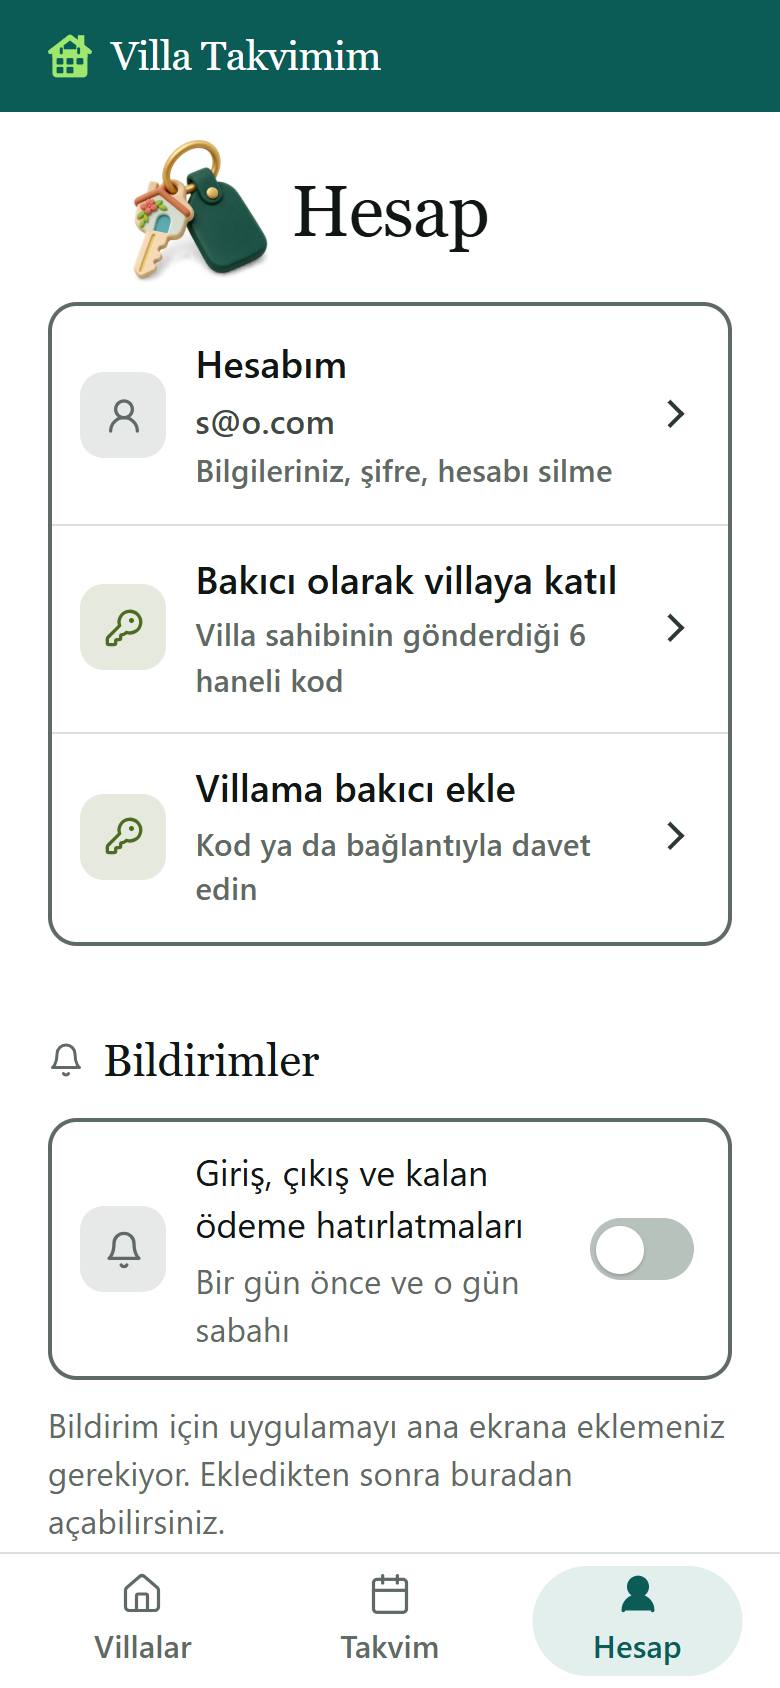 Villa Takvimim
Hesap
Hesabım
s@o.com
Bilgileriniz, şifre, hesabı silme
Bakıcı olarak villaya katıl
Villa sahibinin gönderdiği 6
haneli kod
Villama bakıcı ekle
Kod ya da bağlantıyla davet
edin
Bildirimler
Giriş, çıkış ve kalan
ödeme hatırlatmaları
Bir gün önce ve o gün
sabahı
Bildirim için uygulamayı ana ekrana eklemeniz
gerekiyor. Ekledikten sonra buradan
açabilirsiniz.
Villalar
Takvim
Hesap